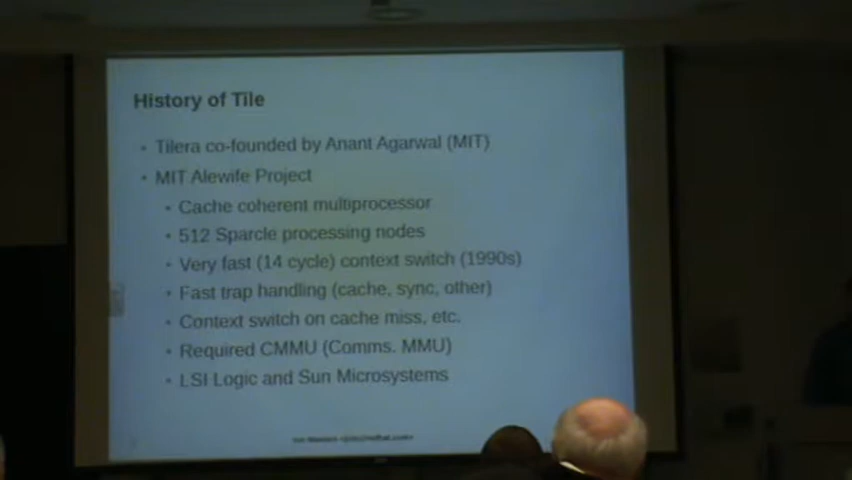 History of Tile
• Tilera co-founded by Anant Agarwal (MIT)
• MIT Alewife Project
• Cache coherent multiprocessor
• 512 Sparcle processing nodes
• Very fast (14 cycle) context switch (1990s)
• Fast trap handling (cache, sync, other)
• Context switch on cache miss, etc.
• Required CMMU (Comms. MMU)
• LSI Logic and Sun Microsystems